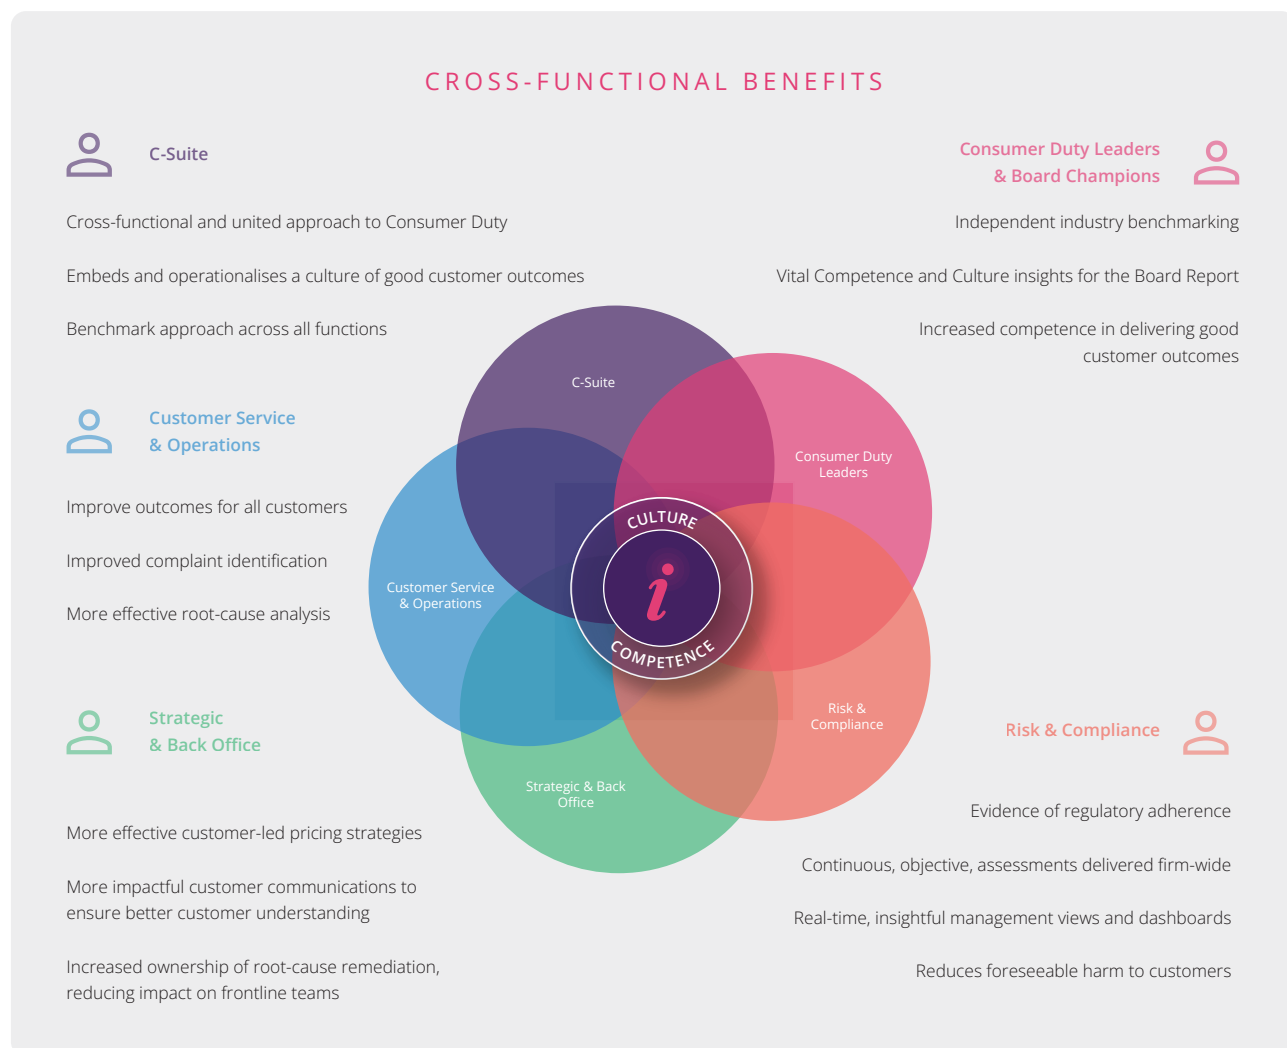 CROSS-FUNCTIONAL BENEFITS
C-Suite
Cross-functional and united approach to Consumer Duty
Embeds and operationalises a culture of good customer outcomes
Benchmark approach across all functions
Consumer Duty Leaders
& Board Champions
Independent industry benchmarking
Vital Competence and Culture insights for the Board Report
Increased competence in delivering good
customer outcomes
Customer Service
& Operations
Improve outcomes for all customers
Improved complaint identification
More effective root-cause analysis
C-Suite
Consumer Duty
Leaders
Customer Service
& Operations
CULTURE
i
COMPETENCE
Risk &
Compliance
Strategic & Back
Office
Strategic
& Back Office
More effective customer-led pricing strategies
More impactful customer communications to
ensure better customer understanding
Increased ownership of root-cause remediation,
reducing impact on frontline teams
Risk & Compliance
Evidence of regulatory adherence
Continuous, objective, assessments delivered firm-wide
Real-time, insightful management views and dashboards
Reduces foreseeable harm to customers